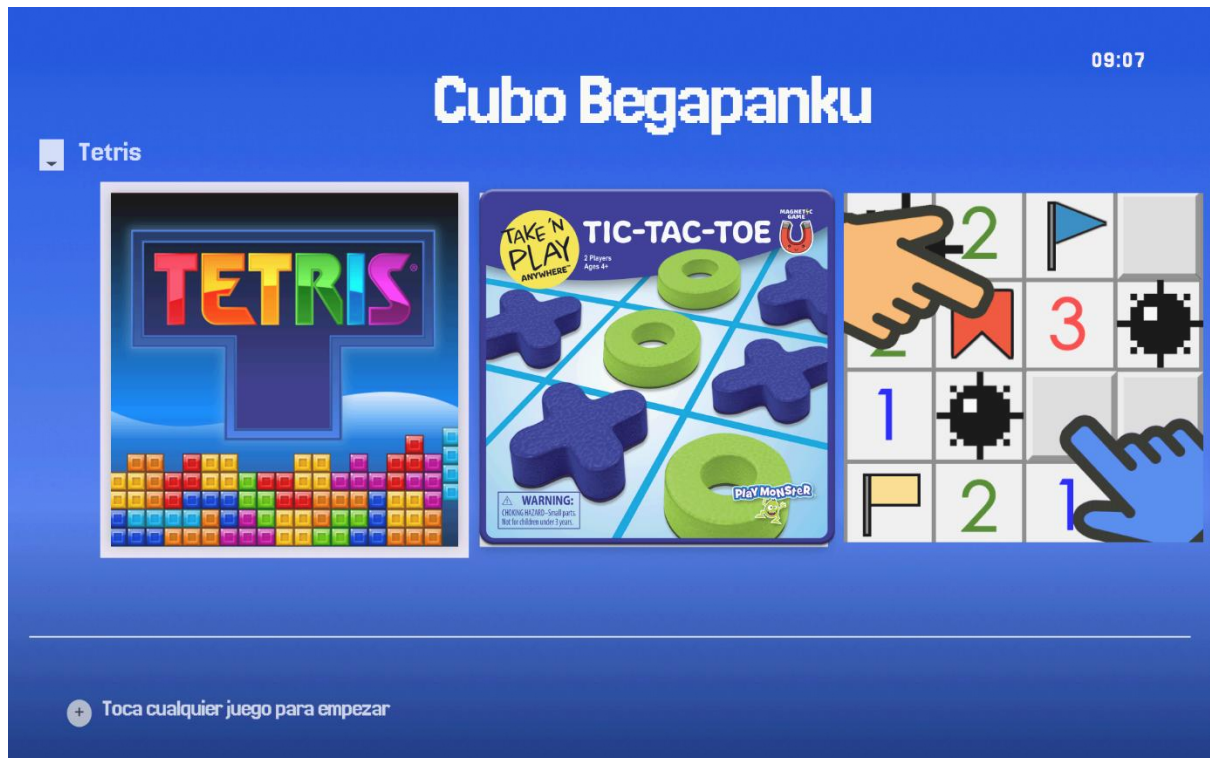 09:07
Cubo Begapanku
Tetris
TETRIS®
TAKE 'N
PLAY
ANYWHERE™
TIC-TAC-TOE
2 Players
Ages 4+
MAGNETIC
GAME
WARNING:
CHOKING HAZARD-Small parts.
Not for children under 3 years.
PLAY MONSTER
2
2
3
1
2
1
Toca cualquier juego para empezar